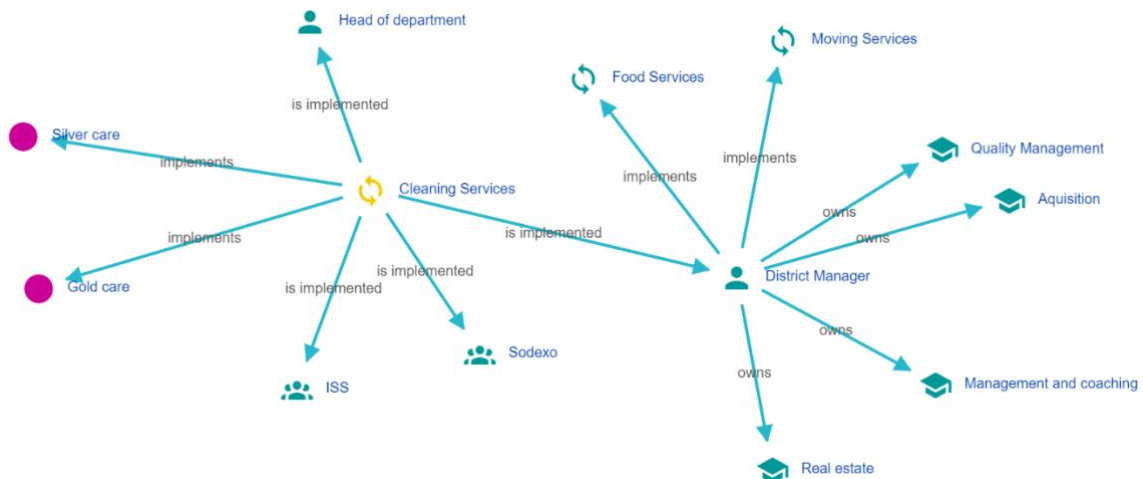 Head of department
Moving Services
Food Services
is implemented
Silver care
implements
implements
implements
Quality Management
Cleaning Services
Aquisition
owns
owns
is implemented
implements
is implemented
District Manager
Gold care
is implemented
owns
Sodexo
owns
ISS
Management and coaching
Real estate